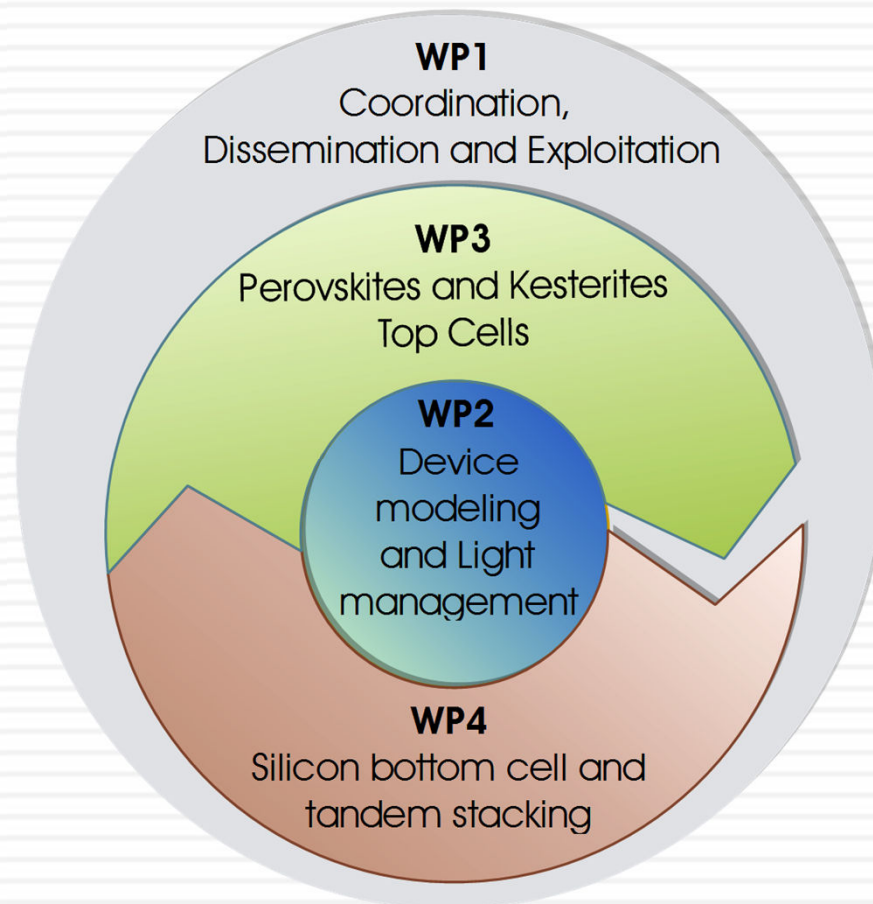 WP1
Coordination,
Dissemination and Exploitation
WP3
Perovskites and Kesterites
Top Cells
WP2
Device
modeling
and Light
management
WP4
Silicon bottom cell and
tandem stacking